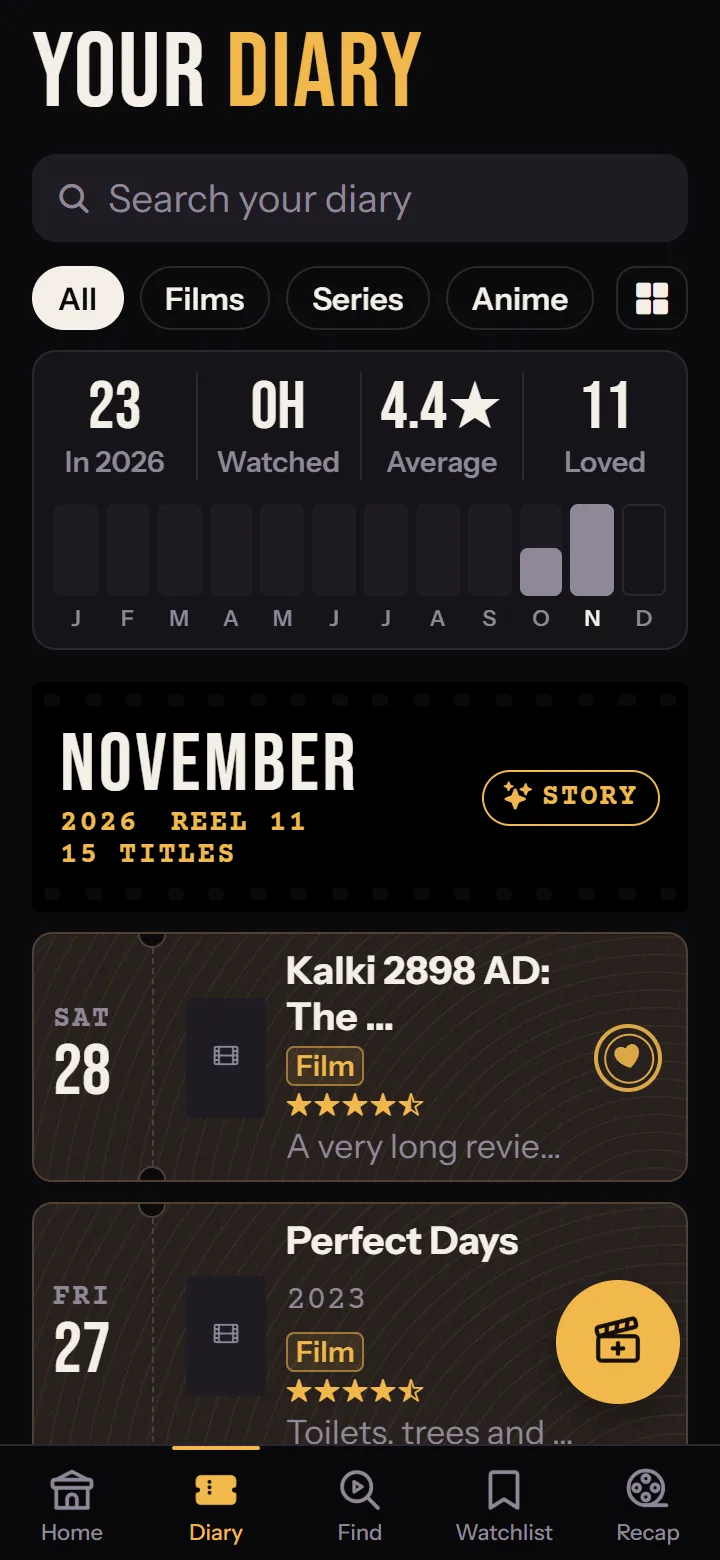 YOUR DIARY
Search your diary
All Films Series Anime
23 0H 4.4★ 11
In 2026 Watched Average Loved
J F M A M J J A S O N D
NOVEMBER
2026 REEL 11
15 TITLES
STORY
SAT
28
Kalki 2898 AD:
The ...
Film
★★★★⯪
A very long revie...
FRI
27
Perfect Days
2023
Film
★★★★⯪
Toilets, trees and ...
Home Diary Find Watchlist Recap